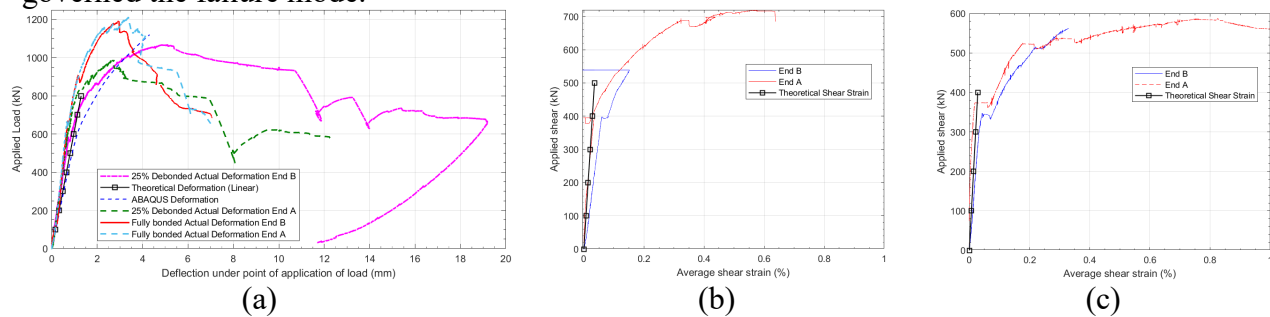 governed the failure mode.
1200
1000
800
600
400
200
0
Applied Load (kN)
25% Debonded Actual Deformation End B
Theoretical Deformation (Linear)
ABAQUS Deformation
25% Debonded Actual Deformation End A
Fully bonded Actual Deformation End B
Fully bonded Actual Deformation End A
0 2 4 6 8 10 12 14 16 18 20
Deflection under point of application of load (mm)
(a)
700
600
500
400
300
200
100
0
Applied shear (kN)
End B
End A
Theoretical Shear Strain
0 0.2 0.4 0.6 0.8 1
Average shear strain (%)
(b)
600
500
400
300
200
100
0
Applied shear (kN)
End B
End A
Theoretical Shear Strain
0 0.2 0.4 0.6 0.8 1
Average shear strain (%)
(c)